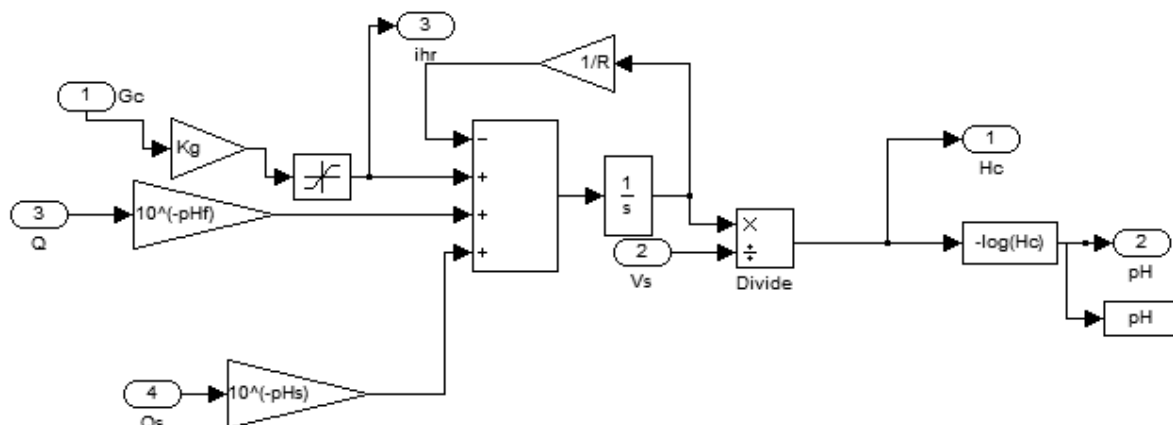 3
ihr
1/R
1
Gc
Kg
−
+
+
+
3
Q
10^(-pHf)
1
s
2
Vs
×
÷
Divide
1
Hc
-log(Hc)
2
pH
pH
4
10^(-pHs)